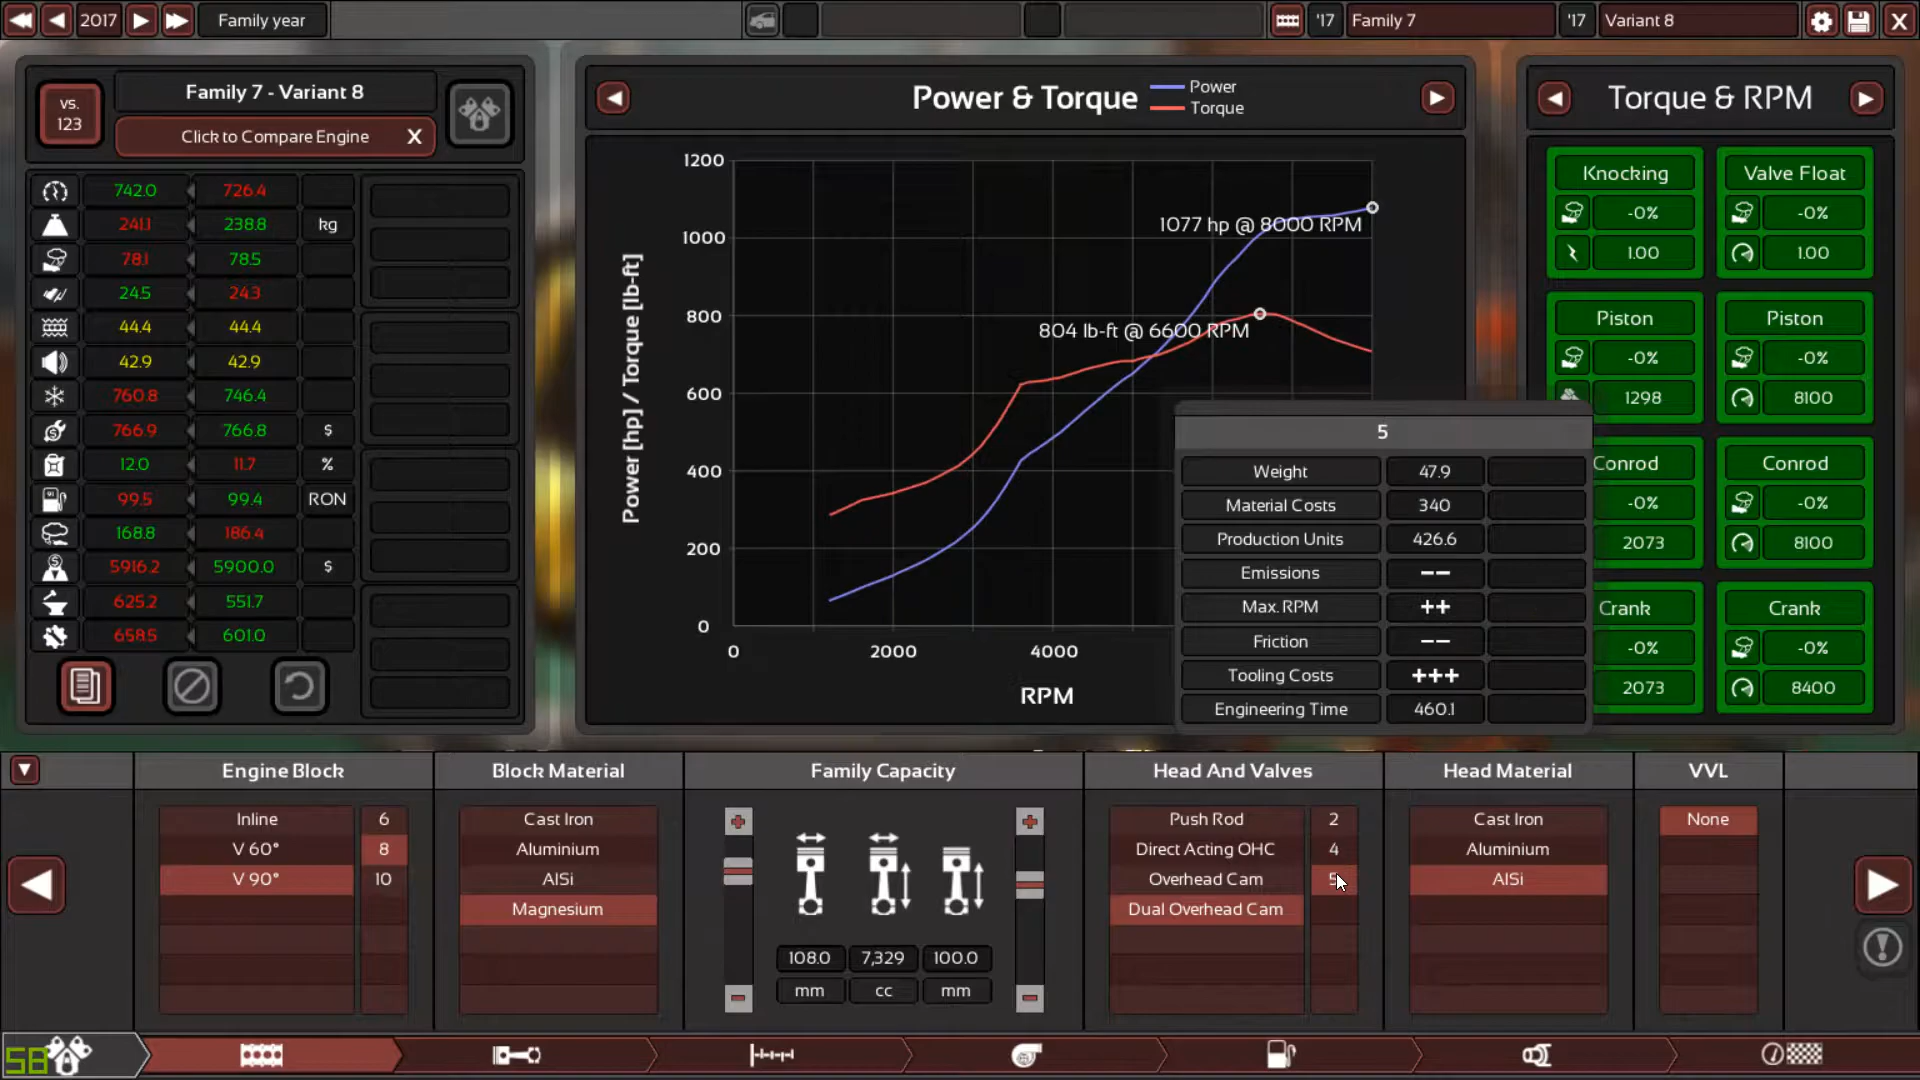 2017
Family year
'17
Family 7
'17
Variant 8
vs.
123
Family 7 - Variant 8
Click to Compare Engine
X
742.0 726.4
241.1 238.8 kg
78.1 78.5
24.5 24.3
44.4 44.4
42.9 42.9
760.8 746.4
766.9 766.8 $
12.0 11.7 %
99.5 99.4 RON
168.8 186.4
5916.2 5900.0 $
625.2 551.7
658.5 601.0
Power & Torque
Power
Torque
1200
1000
800
600
400
200
0
Power [hp] / Torque [lb-ft]
1077 hp @ 8000 RPM
804 lb-ft @ 6600 RPM
0 2000 4000
RPM
5
Weight 47.9
Material Costs 340
Production Units 426.6
Emissions --
Max. RPM ++
Friction --
Tooling Costs +++
Engineering Time 460.1
Torque & RPM
Knocking Valve Float
-0% -0%
1.00 1.00
Piston Piston
-0% -0%
1298 8100
Conrod Conrod
-0% -0%
2073 8100
Crank Crank
-0% -0%
2073 8400
Engine Block
Inline 6
V 60° 8
V 90° 10
Block Material
Cast Iron
Aluminium
AlSi
Magnesium
Family Capacity
108.0 7,329 100.0
mm cc mm
Head And Valves
Push Rod 2
Direct Acting OHC 4
Overhead Cam 5
Dual Overhead Cam
Head Material
Cast Iron
Aluminium
AlSi
VVL
None
58